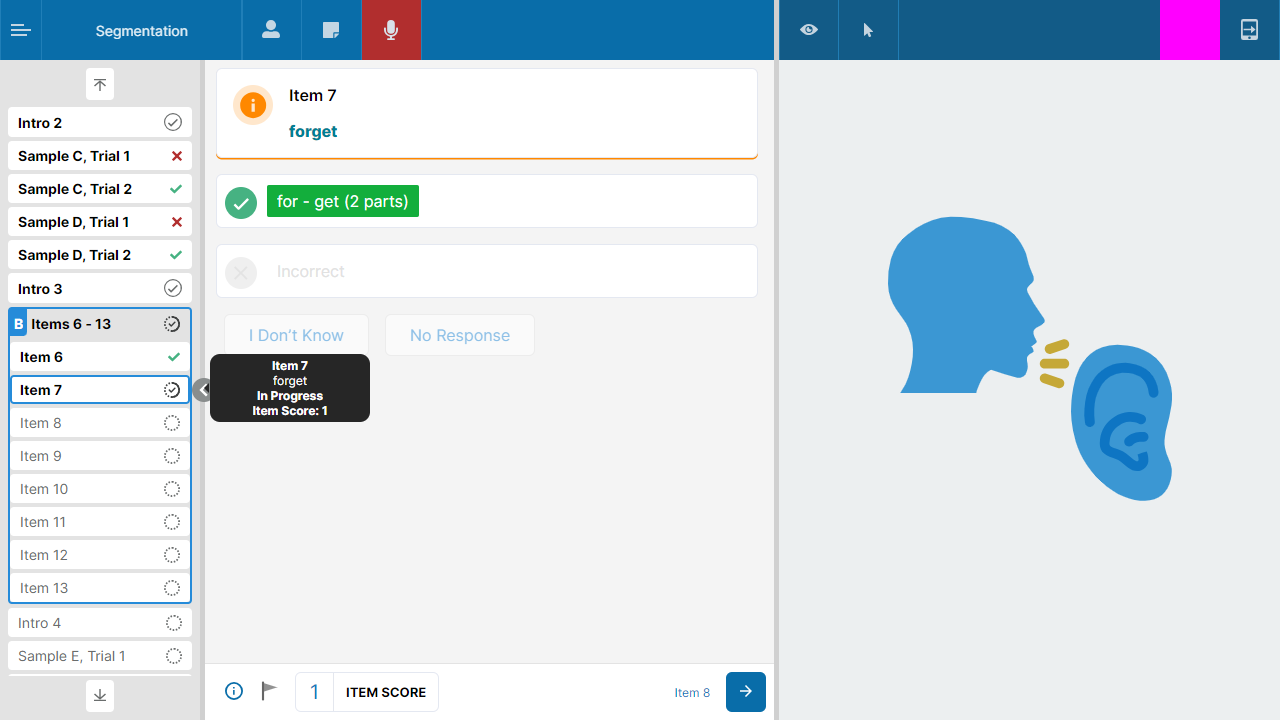 Segmentation
Intro 2
Sample C, Trial 1
Sample C, Trial 2
Sample D, Trial 1
Sample D, Trial 2
Intro 3
B Items 6 - 13
Item 6
Item 7
Item 8
Item 9
Item 10
Item 11
Item 12
Item 13
Intro 4
Sample E, Trial 1
Item 7
forget
for - get (2 parts)
Incorrect
I Don’t Know
No Response
Item 7
forget
In Progress
Item Score: 1
1 ITEM SCORE
Item 8